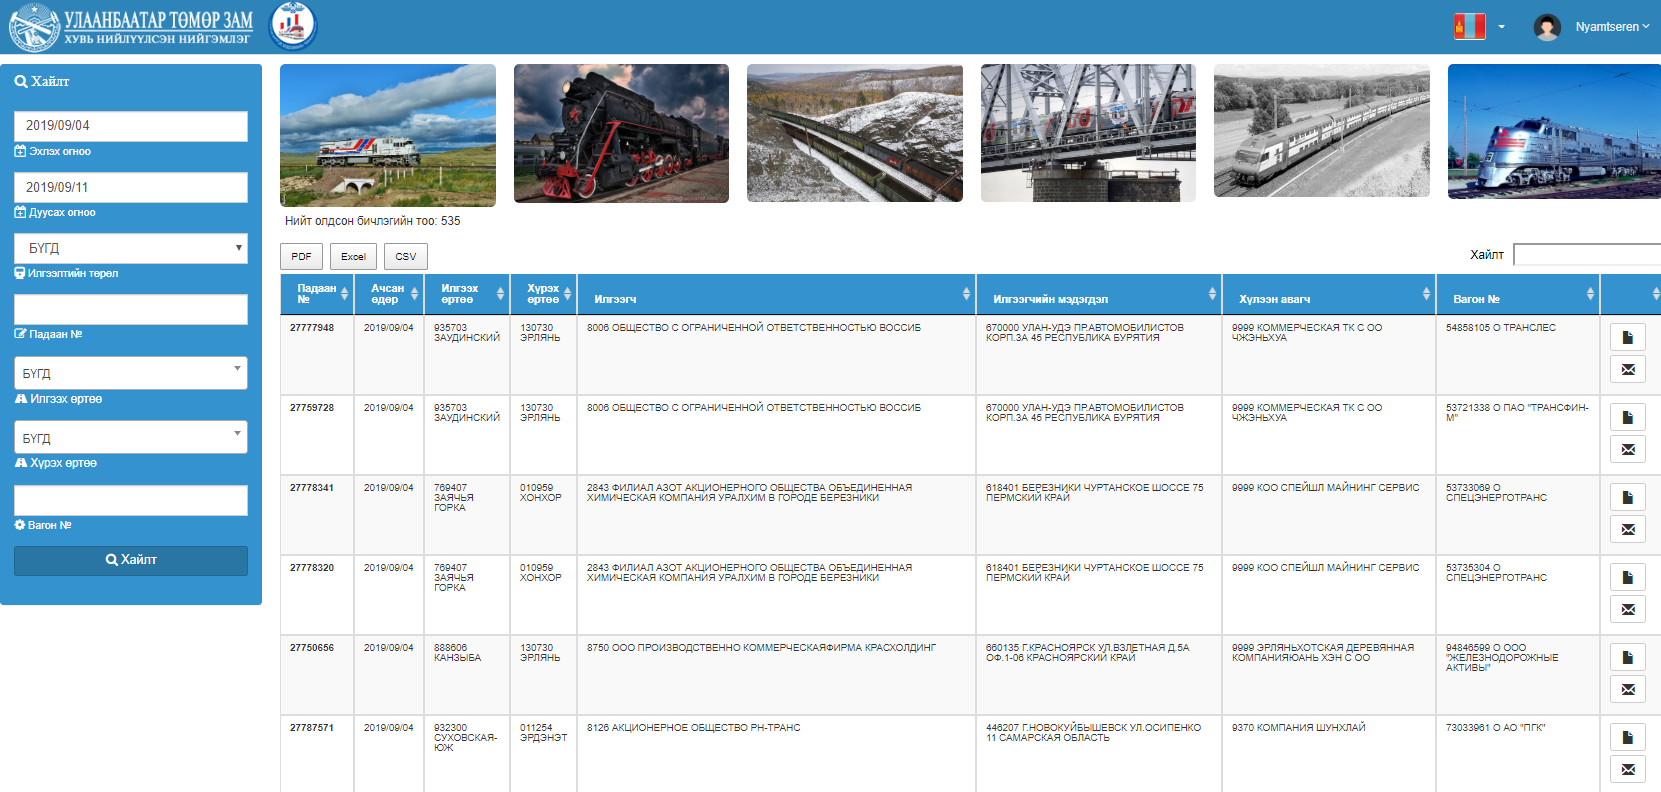 УЛААНБААТАР ТӨМӨР ЗАМ
ХУВЬ НИЙЛҮҮЛСЭН НИЙГЭМЛЭГ
Nyamtseren
Хайлт
2019/09/04
Эхлэх огноо
2019/09/11
Дуусах огноо
БҮГД
Илгээлтийн төрөл
Падаан №
БҮГД
Илгээх өртөө
БҮГД
Хүрэх өртөө
Вагон №
Хайлт
Нийт олдсон бичлэгийн тоо: 535
PDF Excel CSV
Хайлт
Падаан № Ачсан өдөр Илгээх өртөө Хүрэх өртөө Илгээгч Илгээгчийн мэдэгдэл Хүлээн авагч Вагон №
27777948 2019/09/04 935703 ЗАУДИНСКИЙ 130730 ЭРЛЯНЬ 8006 ОБЩЕСТВО С ОГРАНИЧЕННОЙ ОТВЕТСТВЕННОСТЬЮ ВОССИБ 670000 УЛАН-УДЭ ПР.АВТОМОБИЛИСТОВ КОРП.3А 45 РЕСПУБЛИКА БУРЯТИЯ 9999 КОММЕРЧЕСКАЯ ТК С ОО ЧЖЭНЬХУА 54858105 О ТРАНСЛЕС
27759728 2019/09/04 935703 ЗАУДИНСКИЙ 130730 ЭРЛЯНЬ 8006 ОБЩЕСТВО С ОГРАНИЧЕННОЙ ОТВЕТСТВЕННОСТЬЮ ВОССИБ 670000 УЛАН-УДЭ ПР.АВТОМОБИЛИСТОВ КОРП.3А 45 РЕСПУБЛИКА БУРЯТИЯ 9999 КОММЕРЧЕСКАЯ ТК С ОО ЧЖЭНЬХУА 53721338 О ПАО "ТРАНСФИН-М"
27778341 2019/09/04 769407 ЗАЯЧЬЯ ГОРКА 010959 ХОНХОР 2843 ФИЛИАЛ АЗОТ АКЦИОНЕРНОГО ОБЩЕСТВА ОБЪЕДИНЕННАЯ ХИМИЧЕСКАЯ КОМПАНИЯ УРАЛХИМ В ГОРОДЕ БЕРЕЗНИКИ 618401 БЕРЕЗНИКИ ЧУРТАНСКОЕ ШОССЕ 75 ПЕРМСКИЙ КРАЙ 9999 КОО СПЕЙШЛ МАЙНИНГ СЕРВИС 53733069 О СПЕЦЭНЕРГОТРАНС
27778320 2019/09/04 769407 ЗАЯЧЬЯ ГОРКА 010959 ХОНХОР 2843 ФИЛИАЛ АЗОТ АКЦИОНЕРНОГО ОБЩЕСТВА ОБЪЕДИНЕННАЯ ХИМИЧЕСКАЯ КОМПАНИЯ УРАЛХИМ В ГОРОДЕ БЕРЕЗНИКИ 618401 БЕРЕЗНИКИ ЧУРТАНСКОЕ ШОССЕ 75 ПЕРМСКИЙ КРАЙ 9999 КОО СПЕЙШЛ МАЙНИНГ СЕРВИС 53735304 О СПЕЦЭНЕРГОТРАНС
27750656 2019/09/04 888606 КАНЗЫБА 130730 ЭРЛЯНЬ 8750 ООО ПРОИЗВОДСТВЕННО КОММЕРЧЕСКАЯФИРМА КРАСХОЛДИНГ 660135 Г.КРАСНОЯРСК УЛ.ВЗЛЁТНАЯ Д.5А ОФ.1-06 КРАСНОЯРСКИЙ КРАЙ 9999 ЭРЛЯНЬХОТСКАЯ ДЕРЕВЯННАЯ КОМПАНИЯЮАНЬ ХЭН С ОО 94846599 О ООО "ЖЕЛЕЗНОДОРОЖНЫЕ АКТИВЫ"
27787571 2019/09/04 932300 СУХОВСКАЯ-ЮЖ 011254 ЭРДЭНЭТ 8126 АКЦИОНЕРНОЕ ОБЩЕСТВО РН-ТРАНС 446207 Г.НОВОКУЙБЫШЕВСК УЛ.ОСИПЕНКО 11 САМАРСКАЯ ОБЛАСТЬ 9370 КОМПАНИЯ ШУНХЛАЙ 73033961 О АО "ПГК"